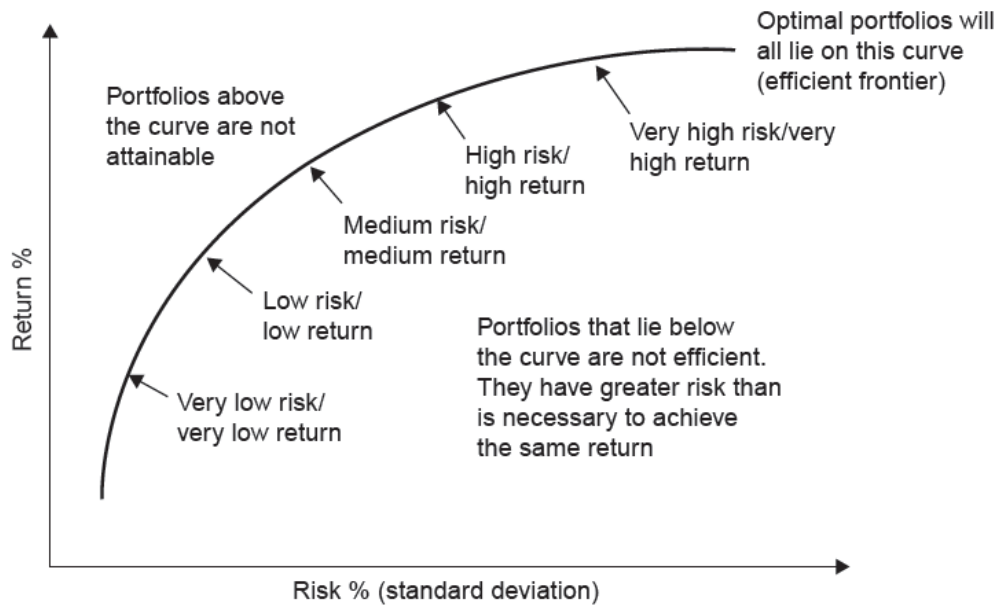 Optimal portfolios will
all lie on this curve
(efficient frontier)
Portfolios above
the curve are not
attainable
Very high risk/very
high return
High risk/
high return
Medium risk/
medium return
Low risk/
low return
Very low risk/
very low return
Portfolios that lie below
the curve are not efficient.
They have greater risk than
is necessary to achieve
the same return
Return %
Risk % (standard deviation)